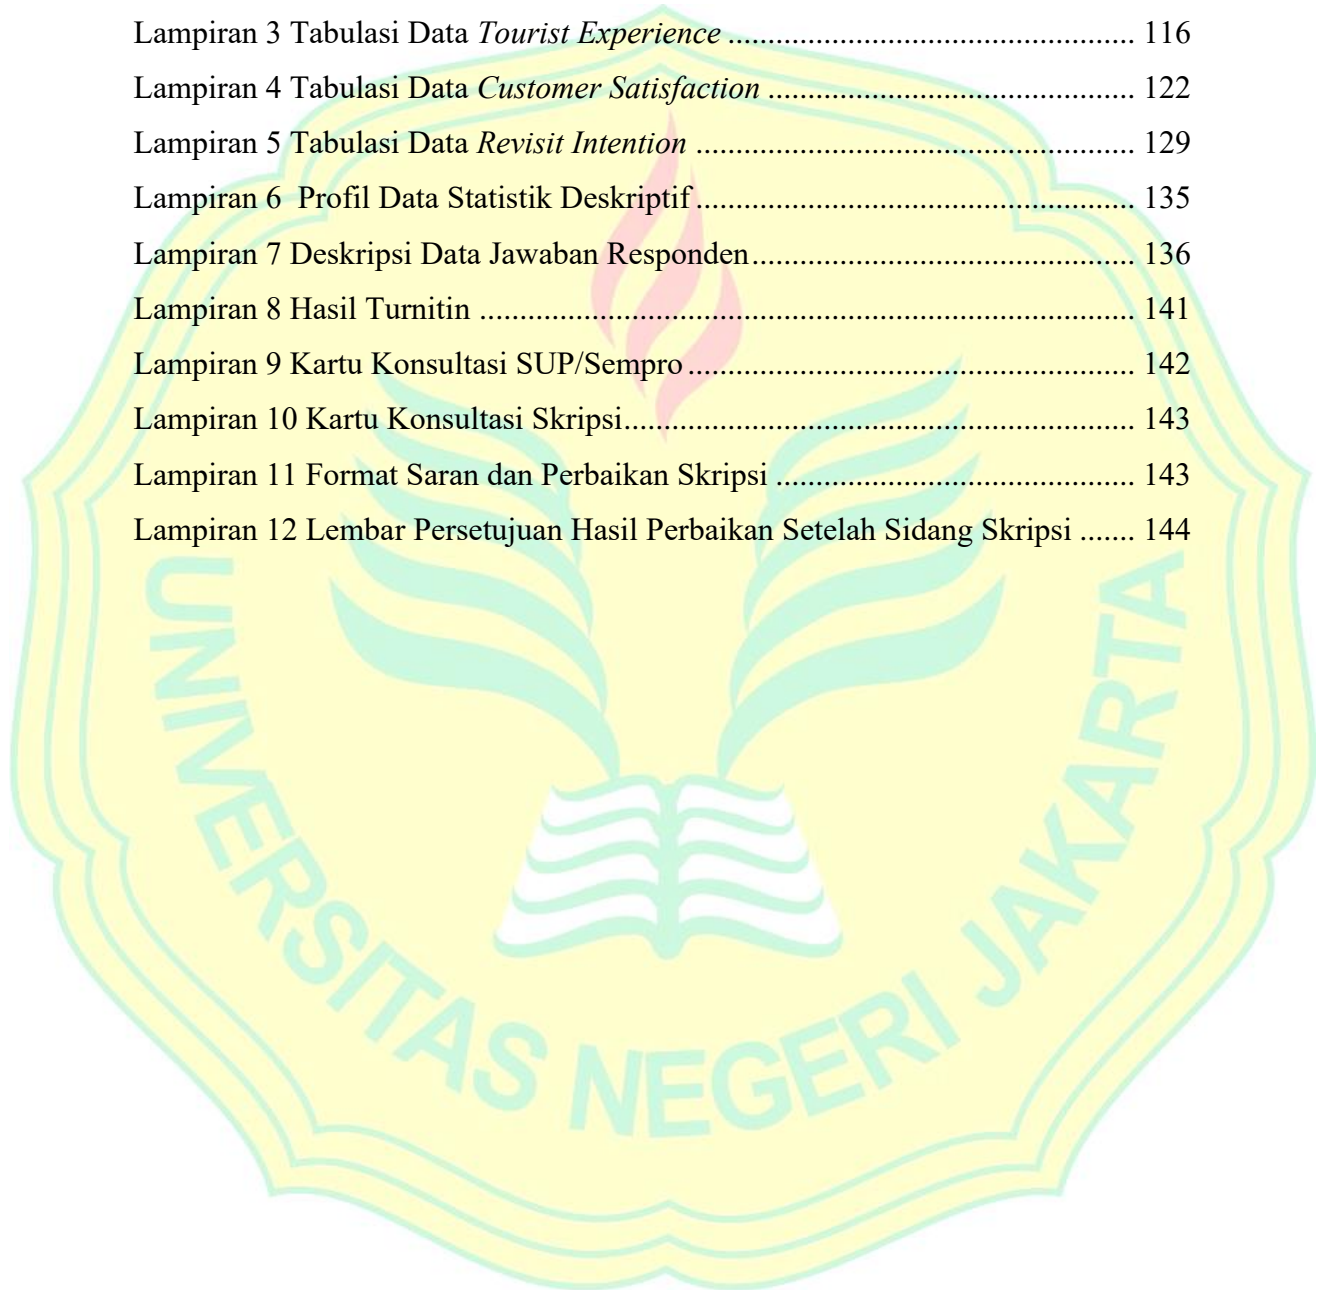 Lampiran 3 Tabulasi Data Tourist Experience ................................................. 116
Lampiran 4 Tabulasi Data Customer Satisfaction ............................................ 122
Lampiran 5 Tabulasi Data Revisit Intention ..................................................... 129
Lampiran 6  Profil Data Statistik Deskriptif ..................................................... 135
Lampiran 7 Deskripsi Data Jawaban Responden .............................................. 136
Lampiran 8 Hasil Turnitin ............................................................................... 141
Lampiran 9 Kartu Konsultasi SUP/Sempro ...................................................... 142
Lampiran 10 Kartu Konsultasi Skripsi .............................................................. 143
Lampiran 11 Format Saran dan Perbaikan Skripsi ........................................... 143
Lampiran 12 Lembar Persetujuan Hasil Perbaikan Setelah Sidang Skripsi ....... 144
UNIVERSITAS NEGERI JAKARTA